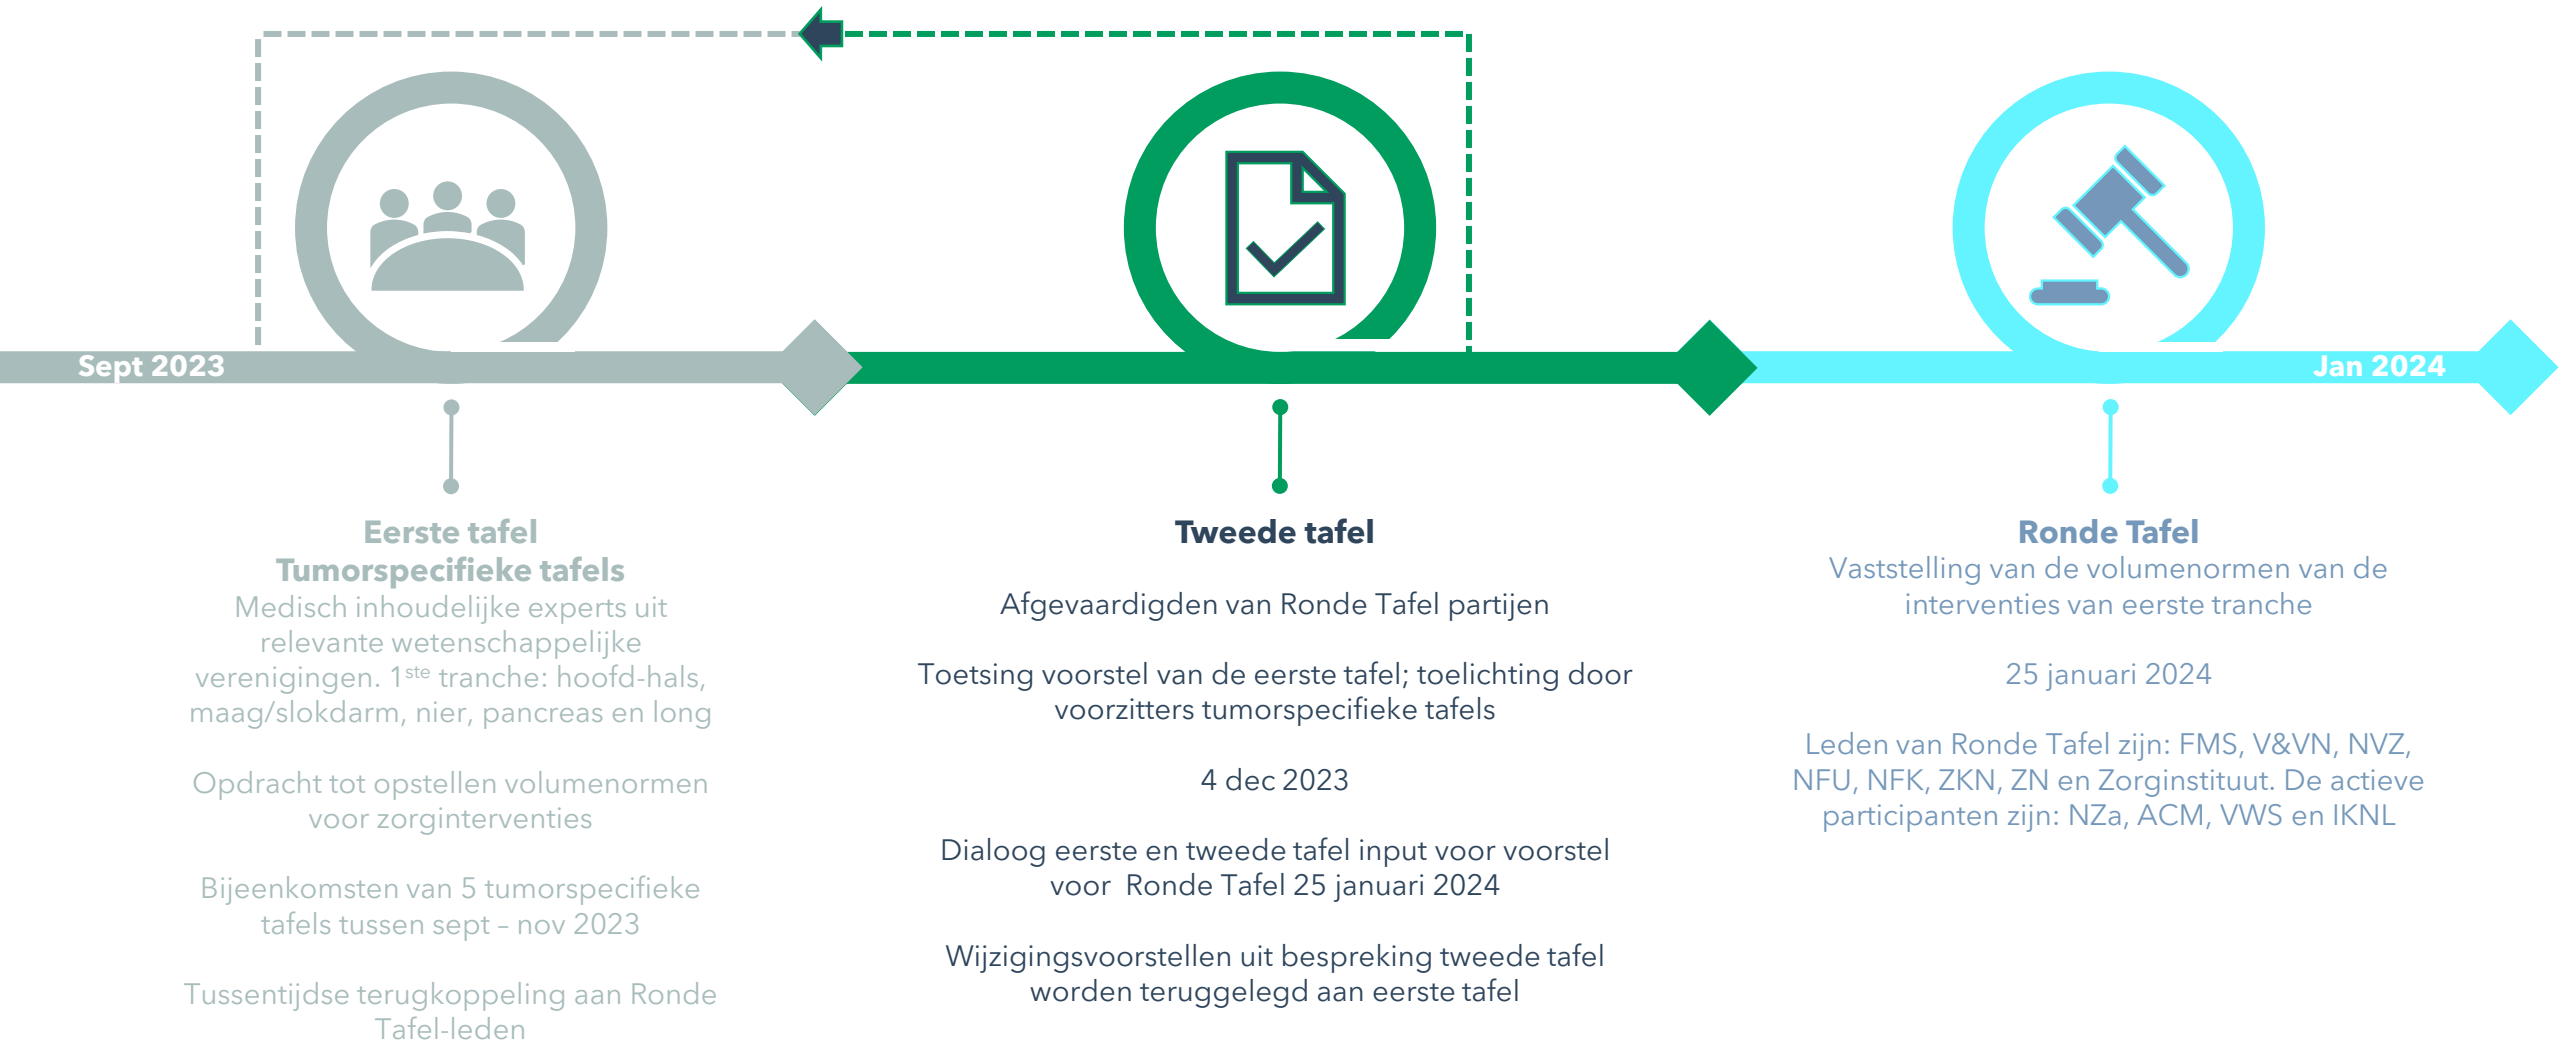 Sept 2023
Jan 2024
Eerste tafel
Tumorspecifieke tafels
Medisch inhoudelijke experts uit
relevante wetenschappelijke
verenigingen. 1ste tranche: hoofd-hals,
maag/slokdarm, nier, pancreas en long
Opdracht tot opstellen volumenormen
voor zorginterventies
Bijeenkomsten van 5 tumorspecifieke
tafels tussen sept – nov 2023
Tussentijdse terugkoppeling aan Ronde
Tafel-leden
Tweede tafel
Afgevaardigden van Ronde Tafel partijen
Toetsing voorstel van de eerste tafel; toelichting door
voorzitters tumorspecifieke tafels
4 dec 2023
Dialoog eerste en tweede tafel input voor voorstel
voor Ronde Tafel 25 januari 2024
Wijzigingsvoorstellen uit bespreking tweede tafel
worden teruggelegd aan eerste tafel
Ronde Tafel
Vaststelling van de volumenormen van de
interventies van eerste tranche
25 januari 2024
Leden van Ronde Tafel zijn: FMS, V&VN, NVZ,
NFU, NFK, ZKN, ZN en Zorginstituut. De actieve
participanten zijn: NZa, ACM, VWS en IKNL